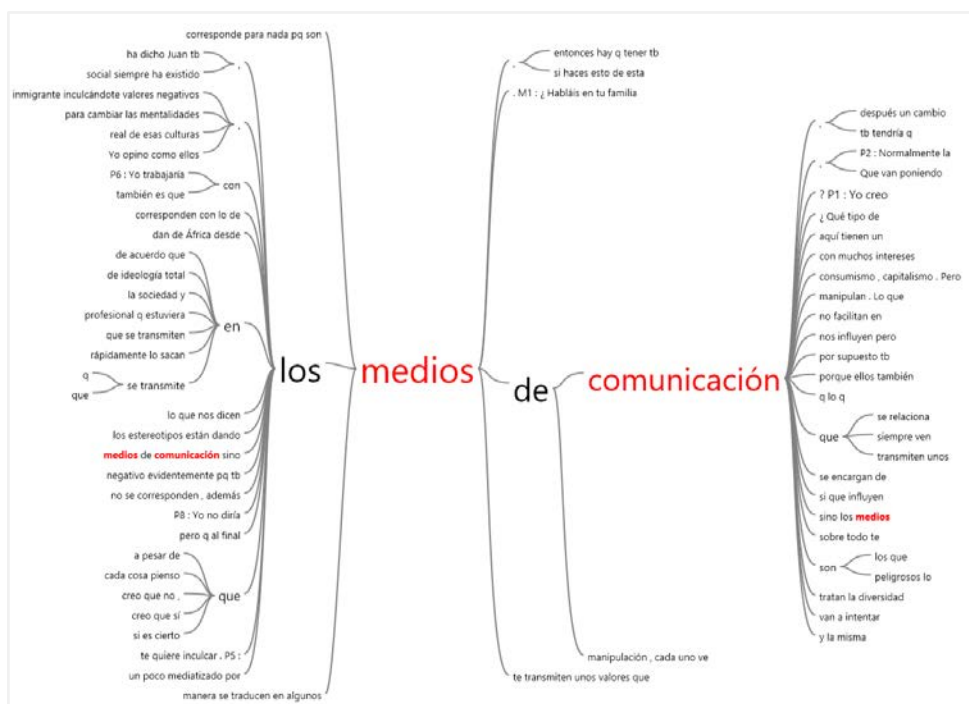 corresponde para nada pq son
ha dicho Juan tb
social siempre ha existido
.
inmigrante inculcándote valores negativos
para cambiar las mentalidades
real de esas culturas
Yo opino como ellos
,
P6 : Yo trabajaría
también es que
con
corresponden con lo de
dan de África desde
de acuerdo que
de ideología total
la sociedad y
profesional q estuviera
que se transmiten
rápidamente lo sacan
q
que
se transmite
en
lo que nos dicen
los estereotipos están dando
medios de comunicación sino
negativo evidentemente pq tb
no se corresponden , además
P8 : Yo no diría
pero q al final
a pesar de
cada cosa pienso
creo que no ,
creo que sí
si es cierto
que
te quiere inculcar . P5 :
un poco mediatizado por
manera se traducen en algunos
los
medios
.
entonces hay q tener tb
si haces esto de esta
. M1 : ¿ Habláis en tu familia
de
manipulación , cada uno ve
te transmiten unos valores que
comunicación
,
después un cambio
tb tendría q
.
P2 : Normalmente la
Que van poniendo
? P1 : Yo creo
¿ Qué tipo de
aquí tienen un
con muchos intereses
consumismo , capitalismo . Pero
manipulan . Lo que
no facilitan en
nos influyen pero
por supuesto tb
porque ellos también
q lo q
que
se relaciona
siempre ven
transmiten unos
se encargan de
si que influyen
sino los medios
sobre todo te
son
los que
peligrosos lo
tratan la diversidad
van a intentar
y la misma